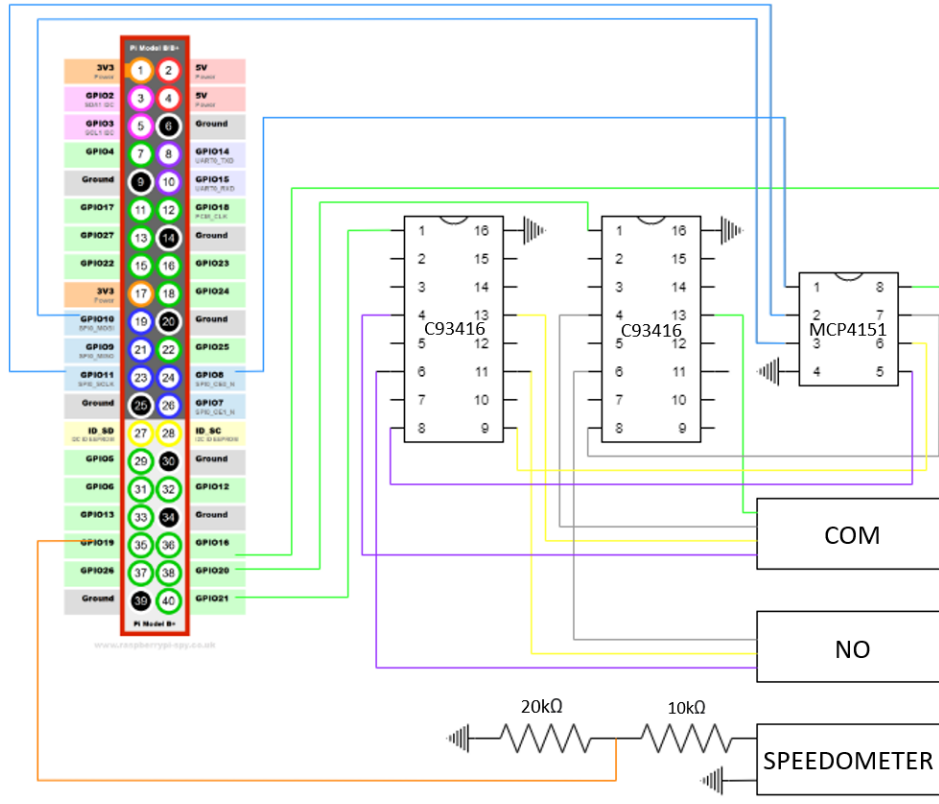 Pi Model B/B+
3V3 1 2 5V
Power Power
GPIO2 3 4 5V
SDA1 I2C Power
GPIO3 5 6 Ground
SCL1 I2C
GPIO4 7 8 GPIO14
UART0_TXD
Ground 9 10 GPIO15
UART0_RXD
GPIO17 11 12 GPIO18
PCM_CLK
GPIO27 13 14 Ground
GPIO22 15 16 GPIO23
3V3 17 18 GPIO24
Power
GPIO10 19 20 Ground
SPI0_MOSI
GPIO9 21 22 GPIO25
SPI0_MISO
GPIO11 23 24 GPIO8
SPI0_SCLK SPI0_CE0_N
Ground 25 26 GPIO7
SPI0_CE1_N
ID_SD 27 28 ID_SC
I2C ID EEPROM I2C ID EEPROM
GPIO5 29 30 Ground
GPIO6 31 32 GPIO12
GPIO13 33 34 Ground
GPIO19 35 36 GPIO16
GPIO26 37 38 GPIO20
Ground 39 40 GPIO21
Pi Model B+
www.raspberrypispy.co.uk
1 16
2 15
3 14
4 13
C93416
5 12
6 11
7 10
8 9
1 16
2 15
3 14
4 13
C93416
5 12
6 11
7 10
8 9
1 8
2 7
MCP4151
3 6
4 5
COM
NO
20kΩ 10kΩ
SPEEDOMETER